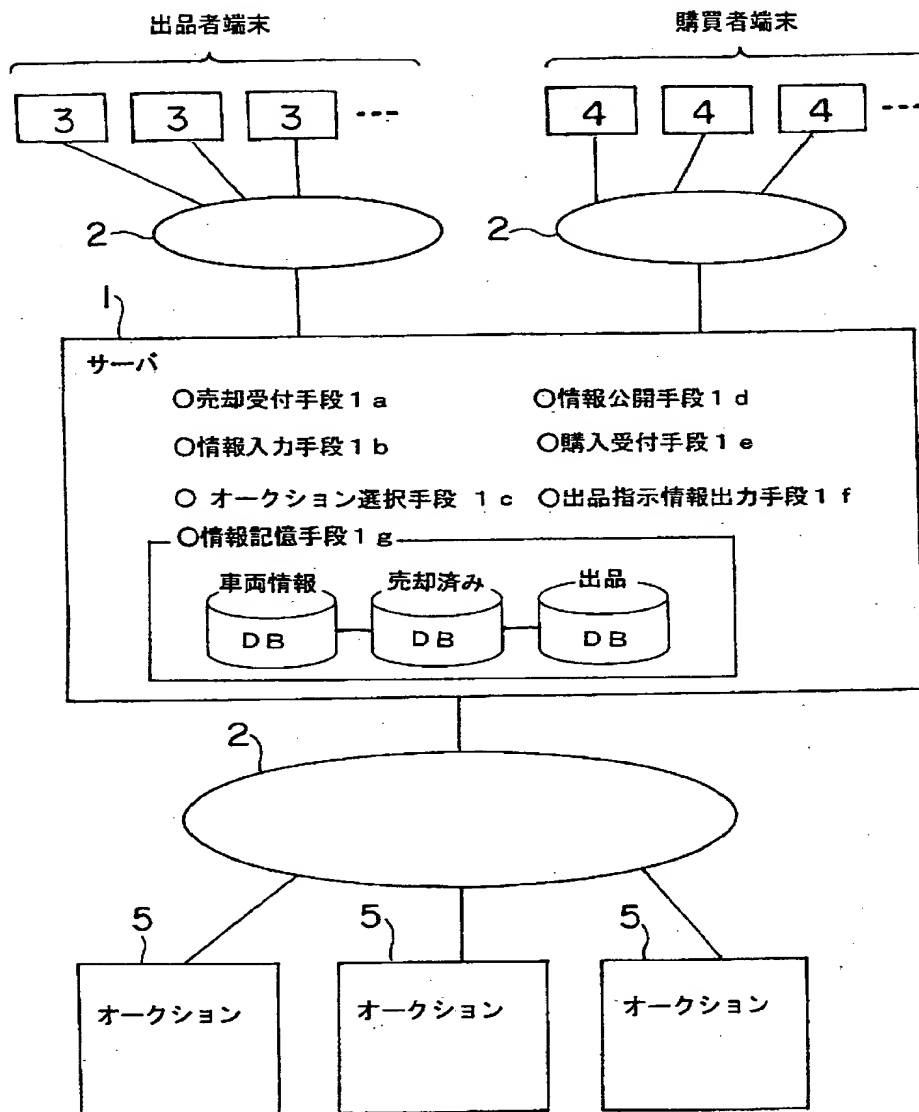 出品者端末
購買者端末
3 3 3 ---
4 4 4 ---
2
2
1
サーバ
○売却受付手段1a
○情報公開手段1d
○情報入力手段1b
○購入受付手段1e
○ オークション選択手段 1c
○出品指示情報出力手段1f
○情報記憶手段1g
車両情報
売却済み
出品
DB
DB
DB
2
5
5
5
オークション
オークション
オークション